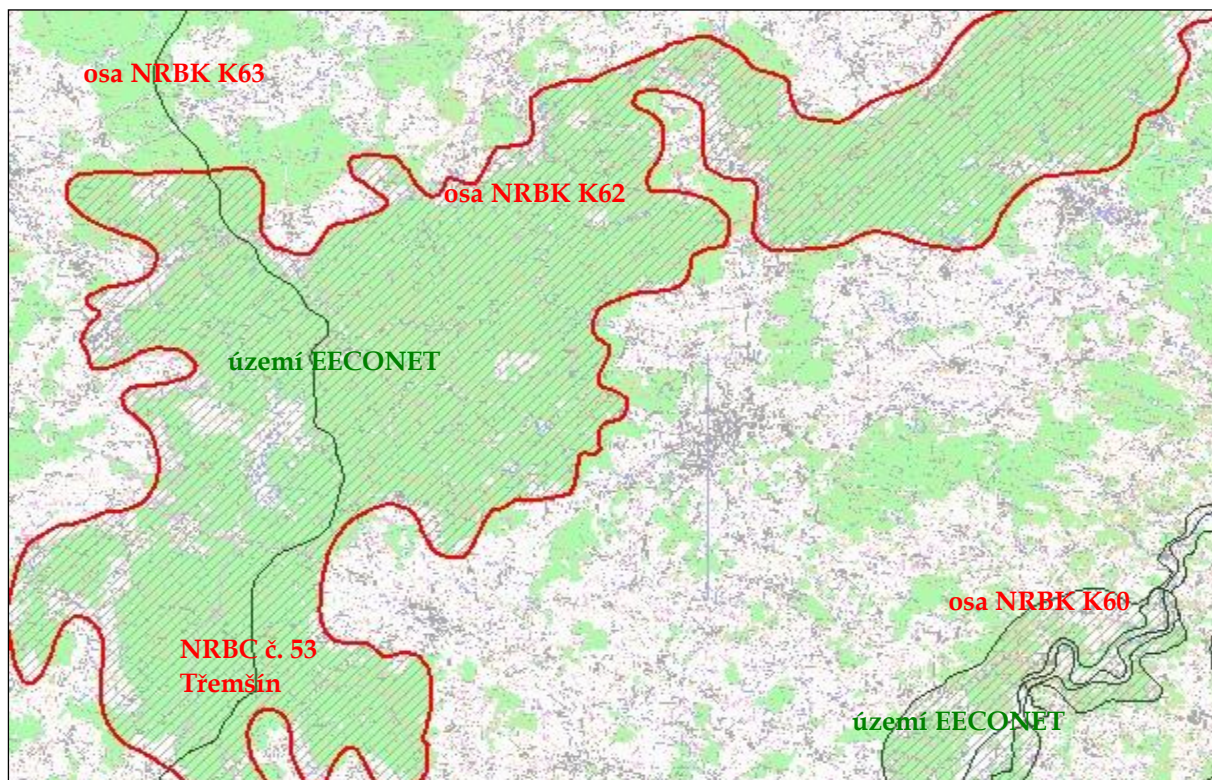 osa NRBK K63
osa NRBK K62
území EECONET
osa NRBK K60
NRBC č. 53
Třemšín
území EECONET